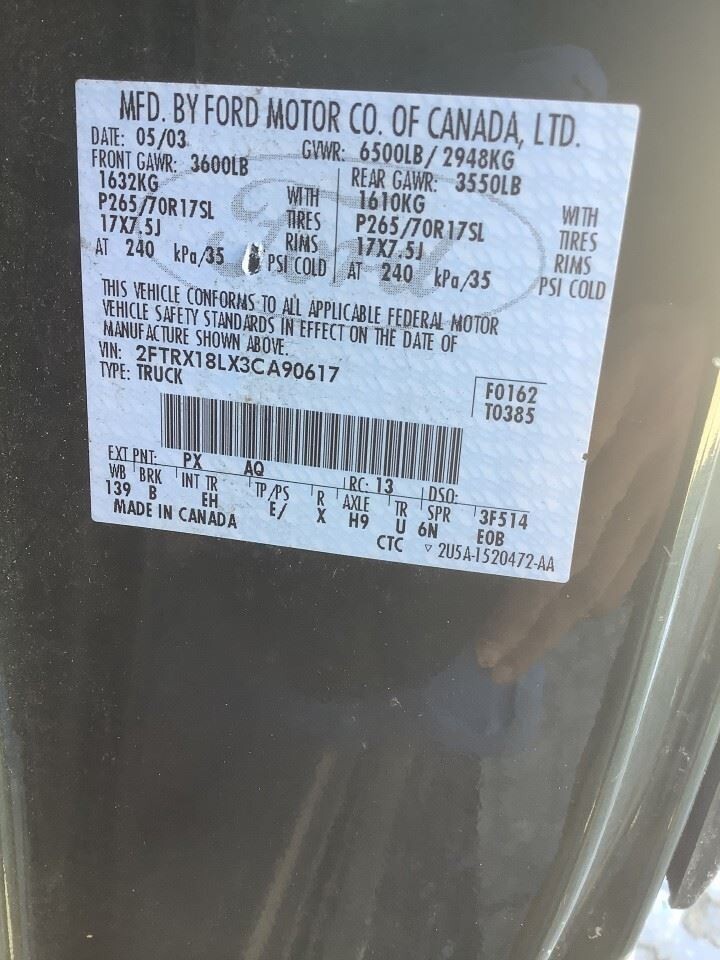 MFD. BY FORD MOTOR CO. OF CANADA, LTD.
DATE: 05/03 GVWR: 6500LB/ 2948KG
FRONT GAWR: 3600LB REAR GAWR: 3550LB
1632KG WITH 1610KG WITH
P265/70R17SL TIRES P265/70R17SL TIRES
17X7.5J RIMS 17X7.5J RIMS
AT 240 kPa/35 PSI COLD AT 240 kPa/35 PSI COLD
THIS VEHICLE CONFORMS TO ALL APPLICABLE FEDERAL MOTOR
VEHICLE SAFETY STANDARDS IN EFFECT ON THE DATE OF
MANUFACTURE SHOWN ABOVE.
VIN: 2FTRX18LX3CA90617
TYPE: TRUCK
F0162
T0385
EXT PNT: PX AQ RC: 13 DSO:
WB BRK INT TR TP/PS R AXLE TR SPR 3F514
139 B EH E/ X H9 U 6N EOB
MADE IN CANADA CTC ▽ 2U5A-1520472-AA
Ford